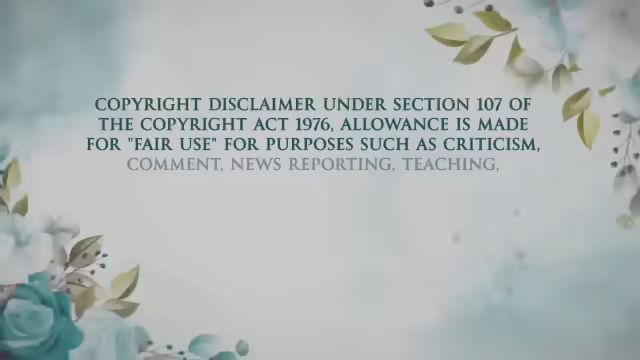 COPYRIGHT DISCLAIMER UNDER SECTION 107 OF
THE COPYRIGHT ACT 1976, ALLOWANCE IS MADE
FOR "FAIR USE" FOR PURPOSES SUCH AS CRITICISM,
COMMENT, NEWS REPORTING, TEACHING,